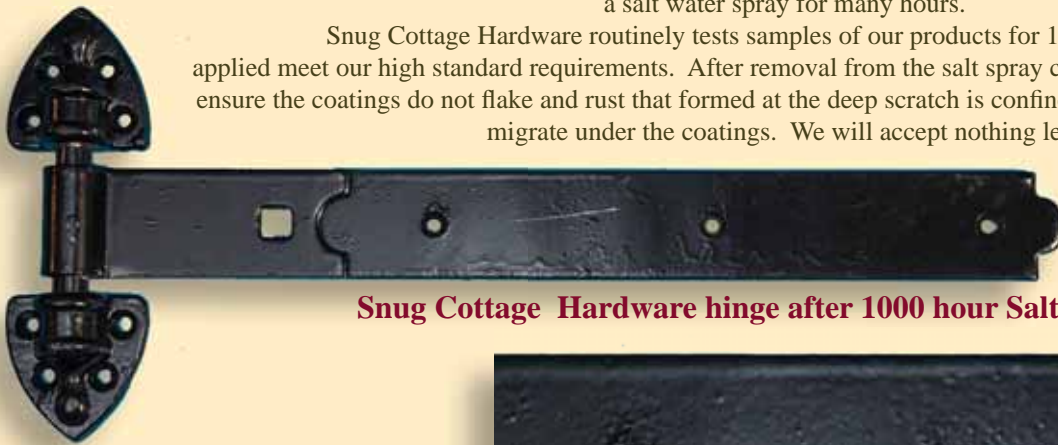 a salt water spray for many hours.
Snug Cottage Hardware routinely tests samples of our products for 1
applied meet our high standard requirements.  After removal from the salt spray c
ensure the coatings do not flake and rust that formed at the deep scratch is confin
migrate under the coatings.  We will accept nothing le
Snug Cottage  Hardware hinge after 1000 hour Salt